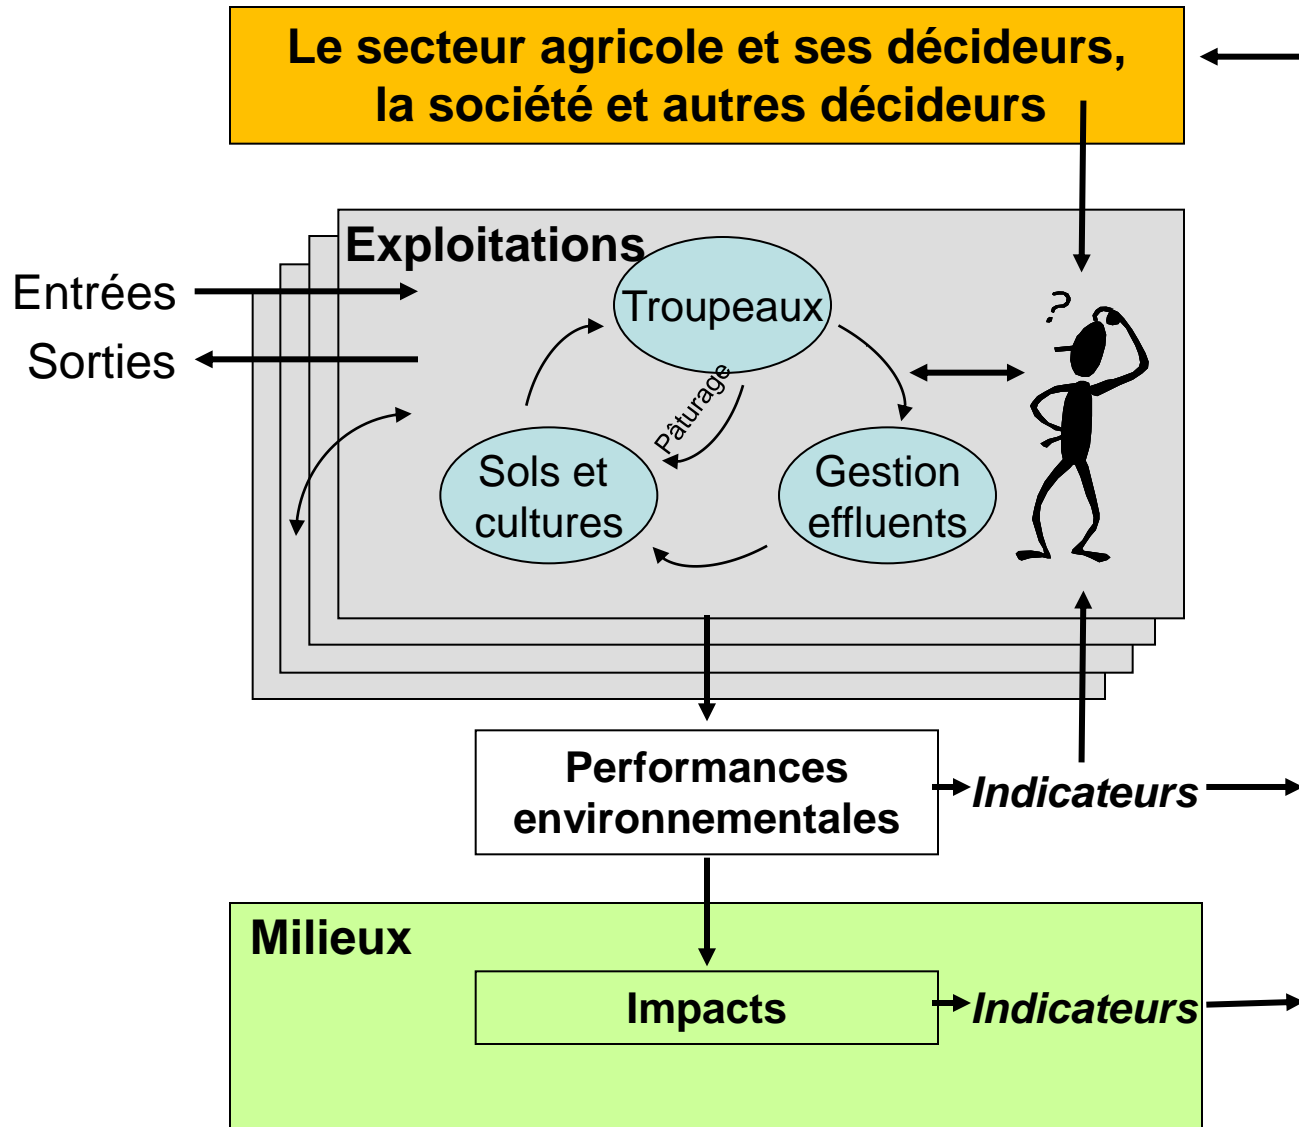 Le secteur agricole et ses décideurs,
la société et autres décideurs
Exploitations
Entrées
Sorties
Troupeaux
?
Pâturage
Sols et
cultures
Gestion
effluents
Performances
environnementales
Indicateurs
Milieux
Impacts
Indicateurs